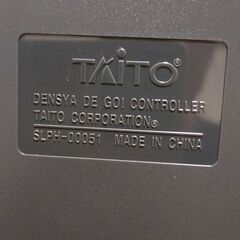 TAITO®
DENSYA DE GO! CONTROLLER
TAITO CORPORATION®
SLPH-00051 MADE IN CHINA